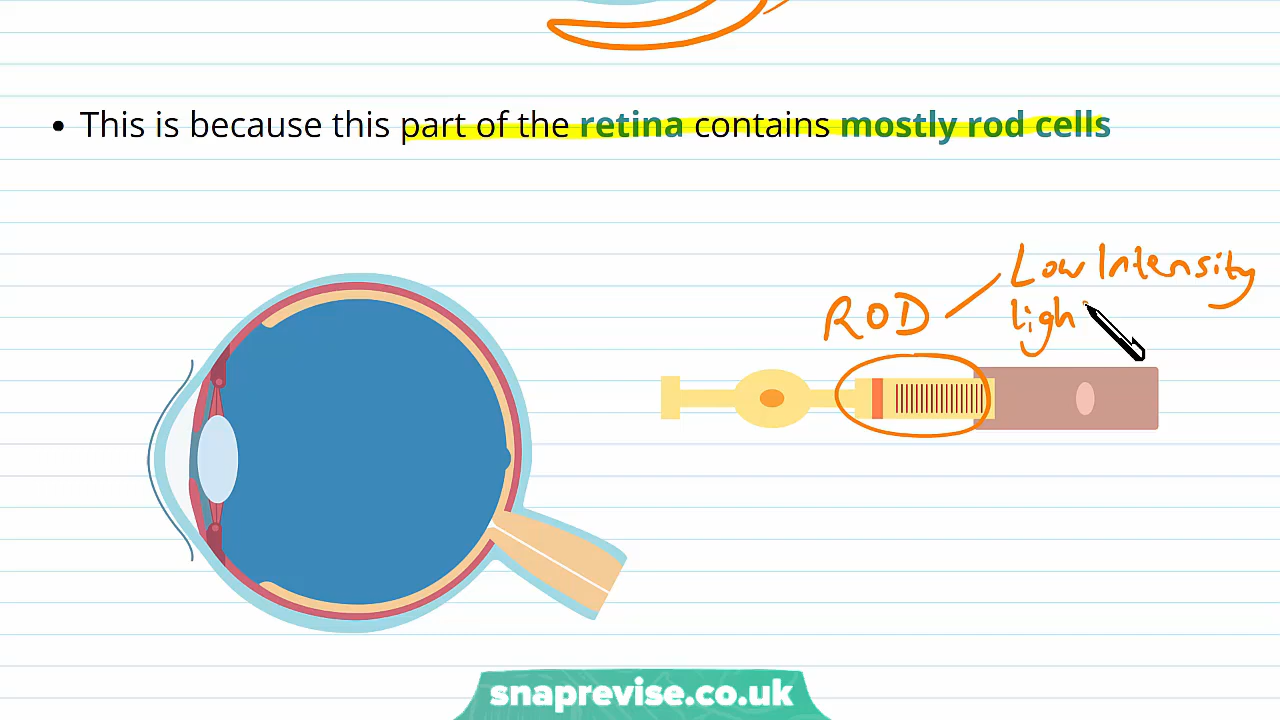 This is because this part of the retina contains mostly rod cells
Low Intensity
ROD
ligh
snaprevise.co.uk